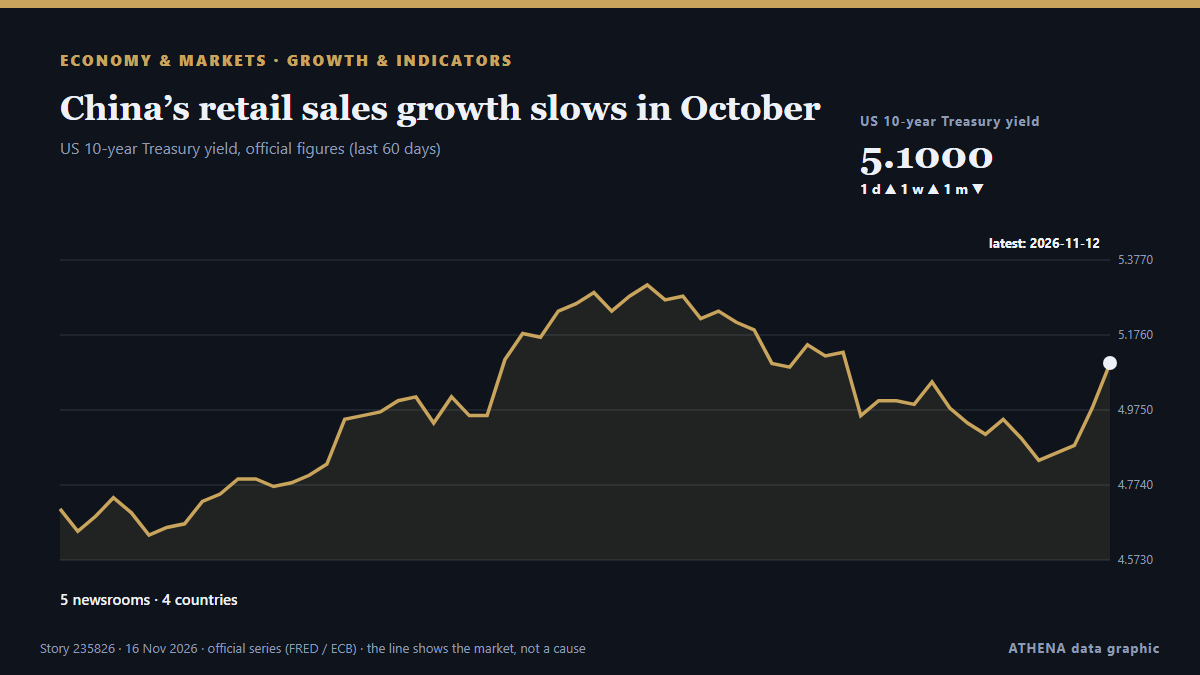 ECONOMY & MARKETS · GROWTH & INDICATORS
China’s retail sales growth slows in October
US 10-year Treasury yield, official figures (last 60 days)
US 10-year Treasury yield
5.1000
1 d ▲ 1 w ▲ 1 m ▼
latest: 2026-11-12
5.3770
5.1760
4.9750
4.7740
4.5730
5 newsrooms · 4 countries
Story 235826 · 16 Nov 2026 · official series (FRED / ECB) · the line shows the market, not a cause
ATHENA data graphic